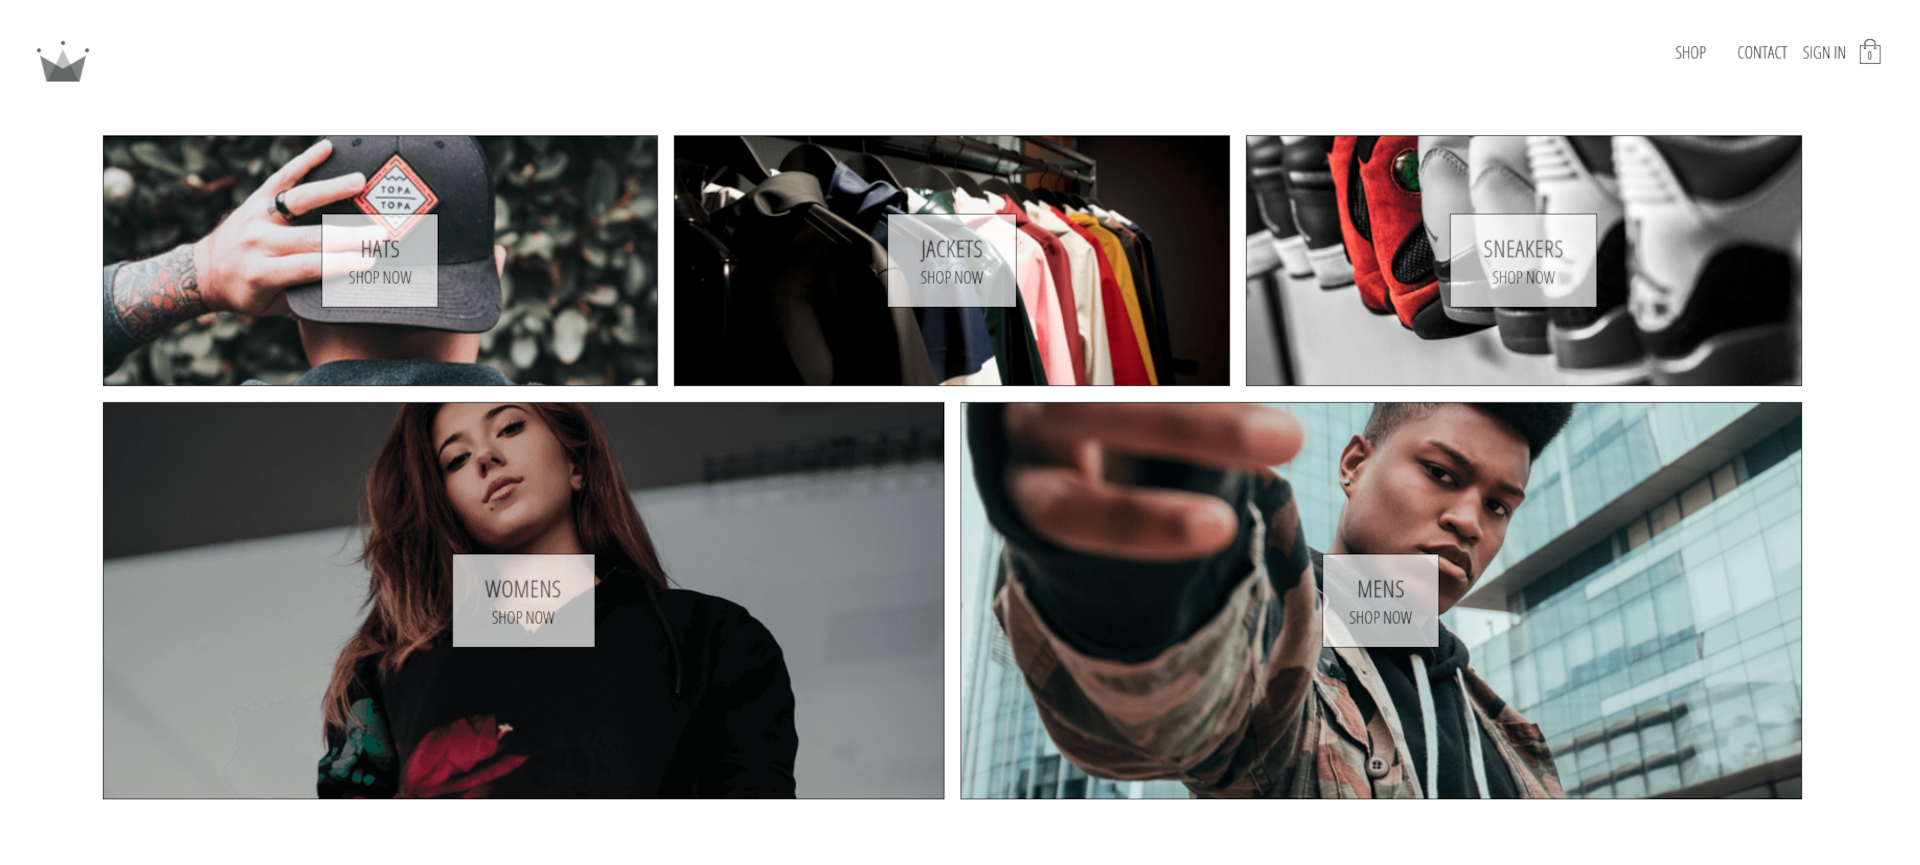 SHOP CONTACT SIGN IN 0
TOPA
TOPA
HATS
SHOP NOW
JACKETS
SHOP NOW
SNEAKERS
SHOP NOW
WOMENS
SHOP NOW
MENS
SHOP NOW